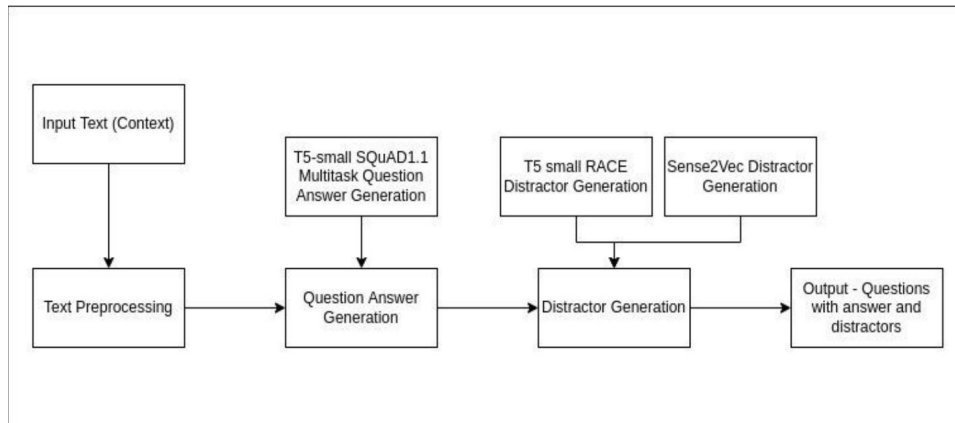 Input Text (Context)
T5-small SQuAD1.1
Multitask Question
Answer Generation
T5 small RACE
Distractor Generation
Sense2Vec Distractor
Generation
Text Preprocessing
Question Answer
Generation
Distractor Generation
Output - Questions
with answer and
distractors